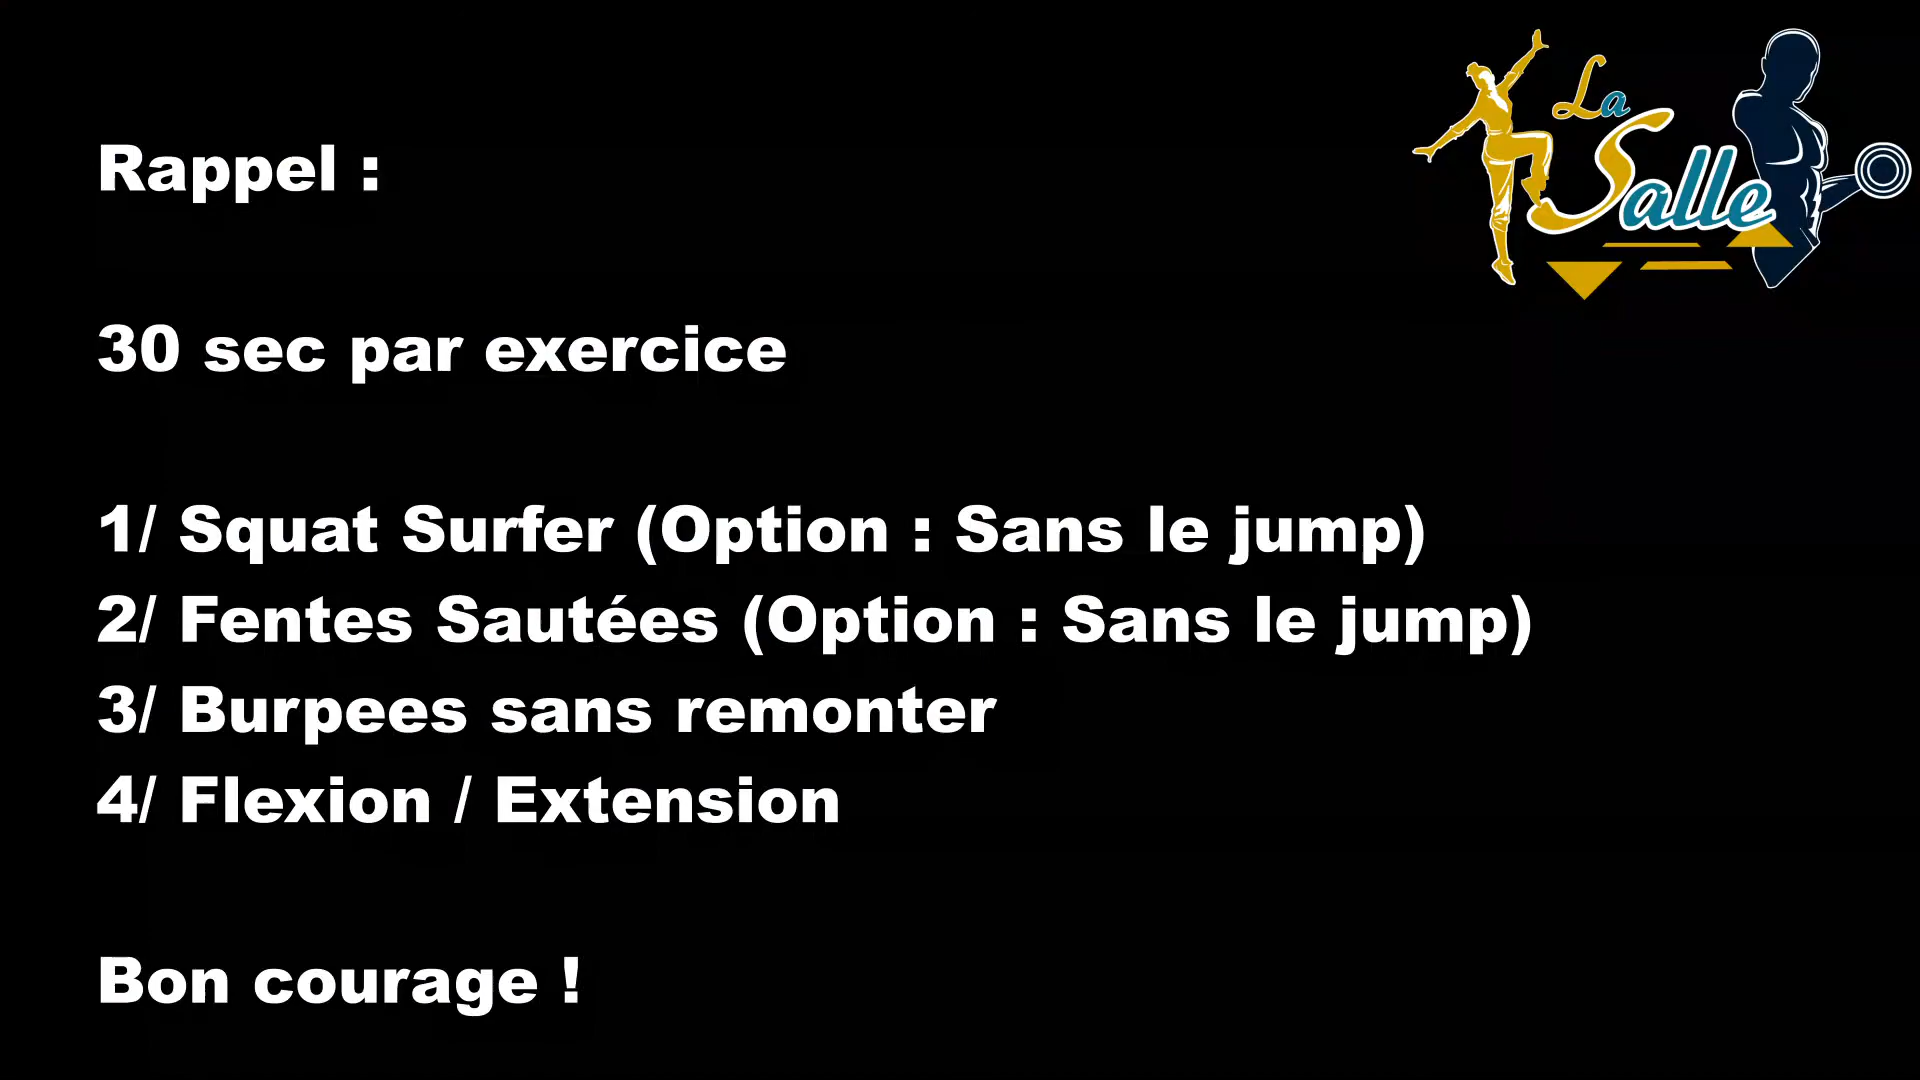 La
Salle
Rappel :
30 sec par exercice
1/ Squat Surfer (Option : Sans le jump)
2/ Fentes Sautées (Option : Sans le jump)
3/ Burpees sans remonter
4/ Flexion / Extension
Bon courage !